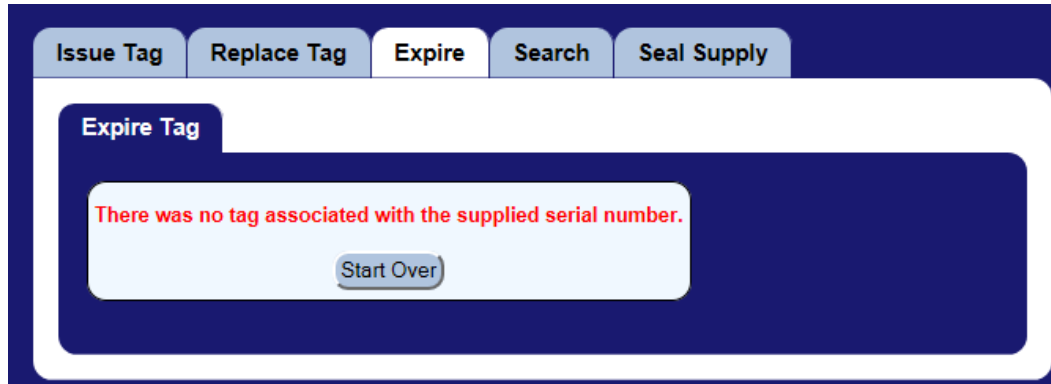 Issue Tag Replace Tag Expire Search Seal Supply
Expire Tag
There was no tag associated with the supplied serial number.
Start Over